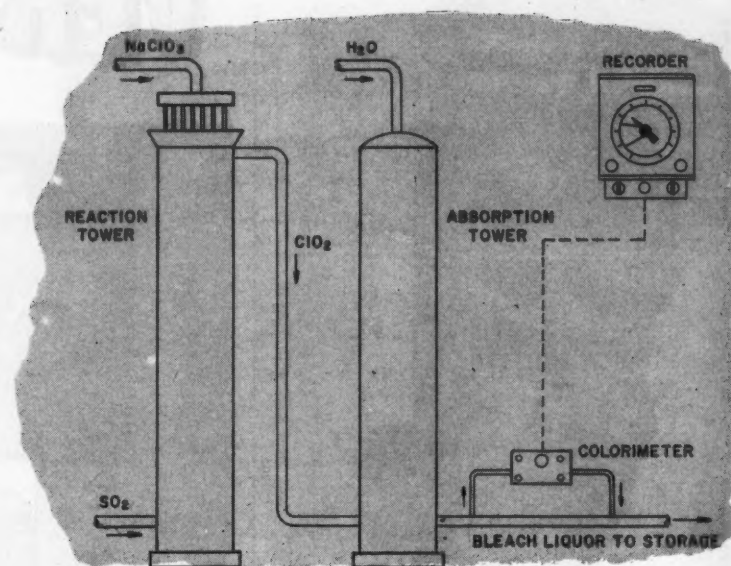 NaClO₃
H₂O
RECORDER
REACTION
TOWER
ABSORPTION
TOWER
ClO₂
COLORIMETER
SO₂
BLEACH LIQUOR TO STORAGE